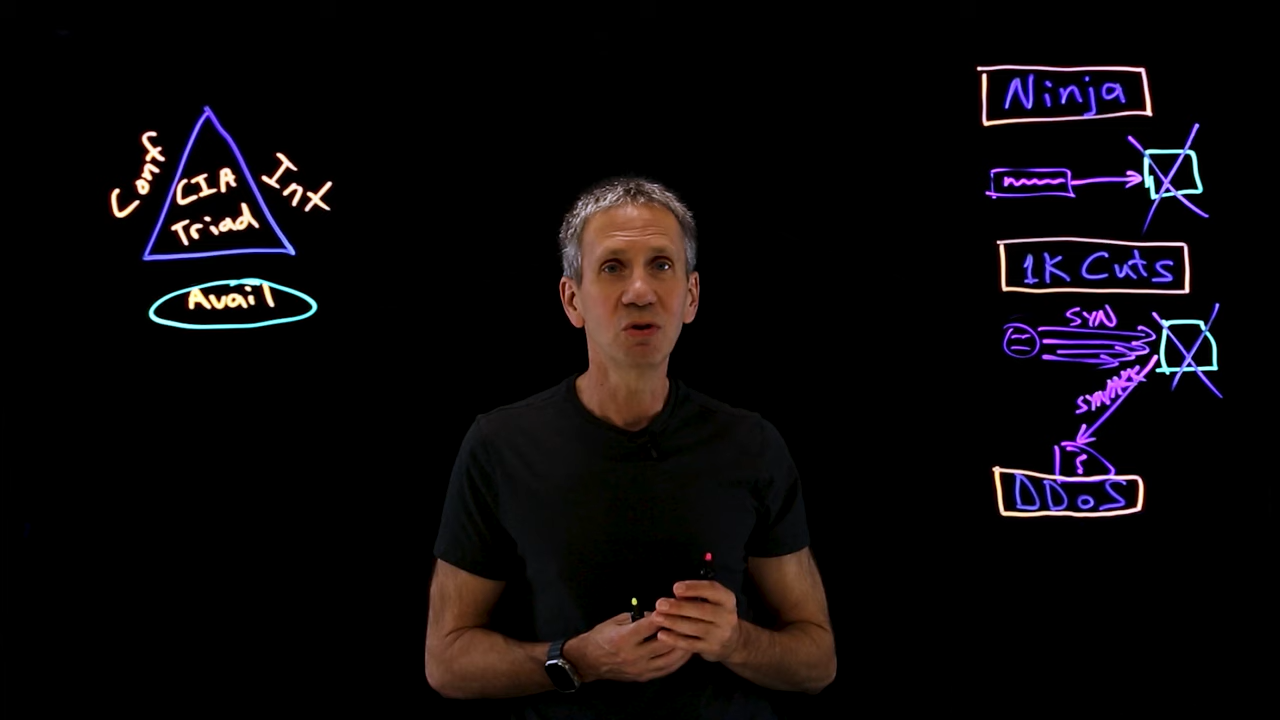 Conf
Int
CIA
Triad
Avail
Ninja
1K Cuts
SYN
SYN/ACK
?
DDoS